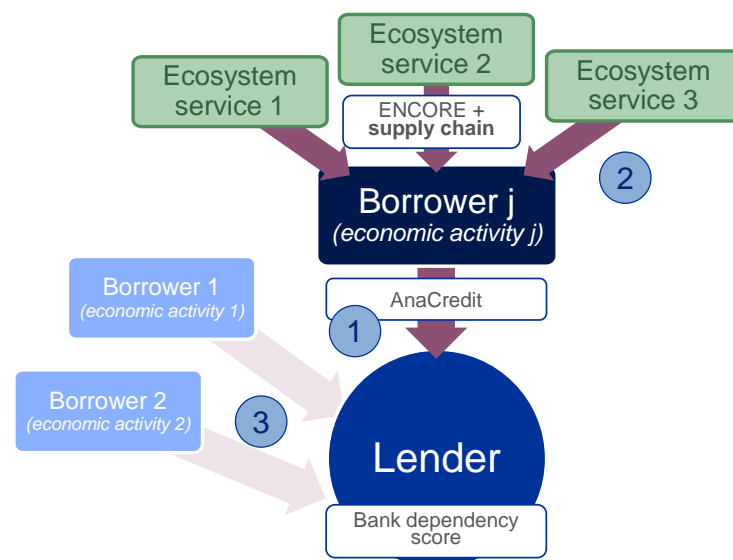 Ecosystem
service 2
Ecosystem
service 1
Ecosystem
service 3
ENCORE +
supply chain
2
Borrower j
(economic activity j)
Borrower 1
(economic activity 1)
AnaCredit
1
Borrower 2
(economic activity 2)
3
Lender
Bank dependency
score